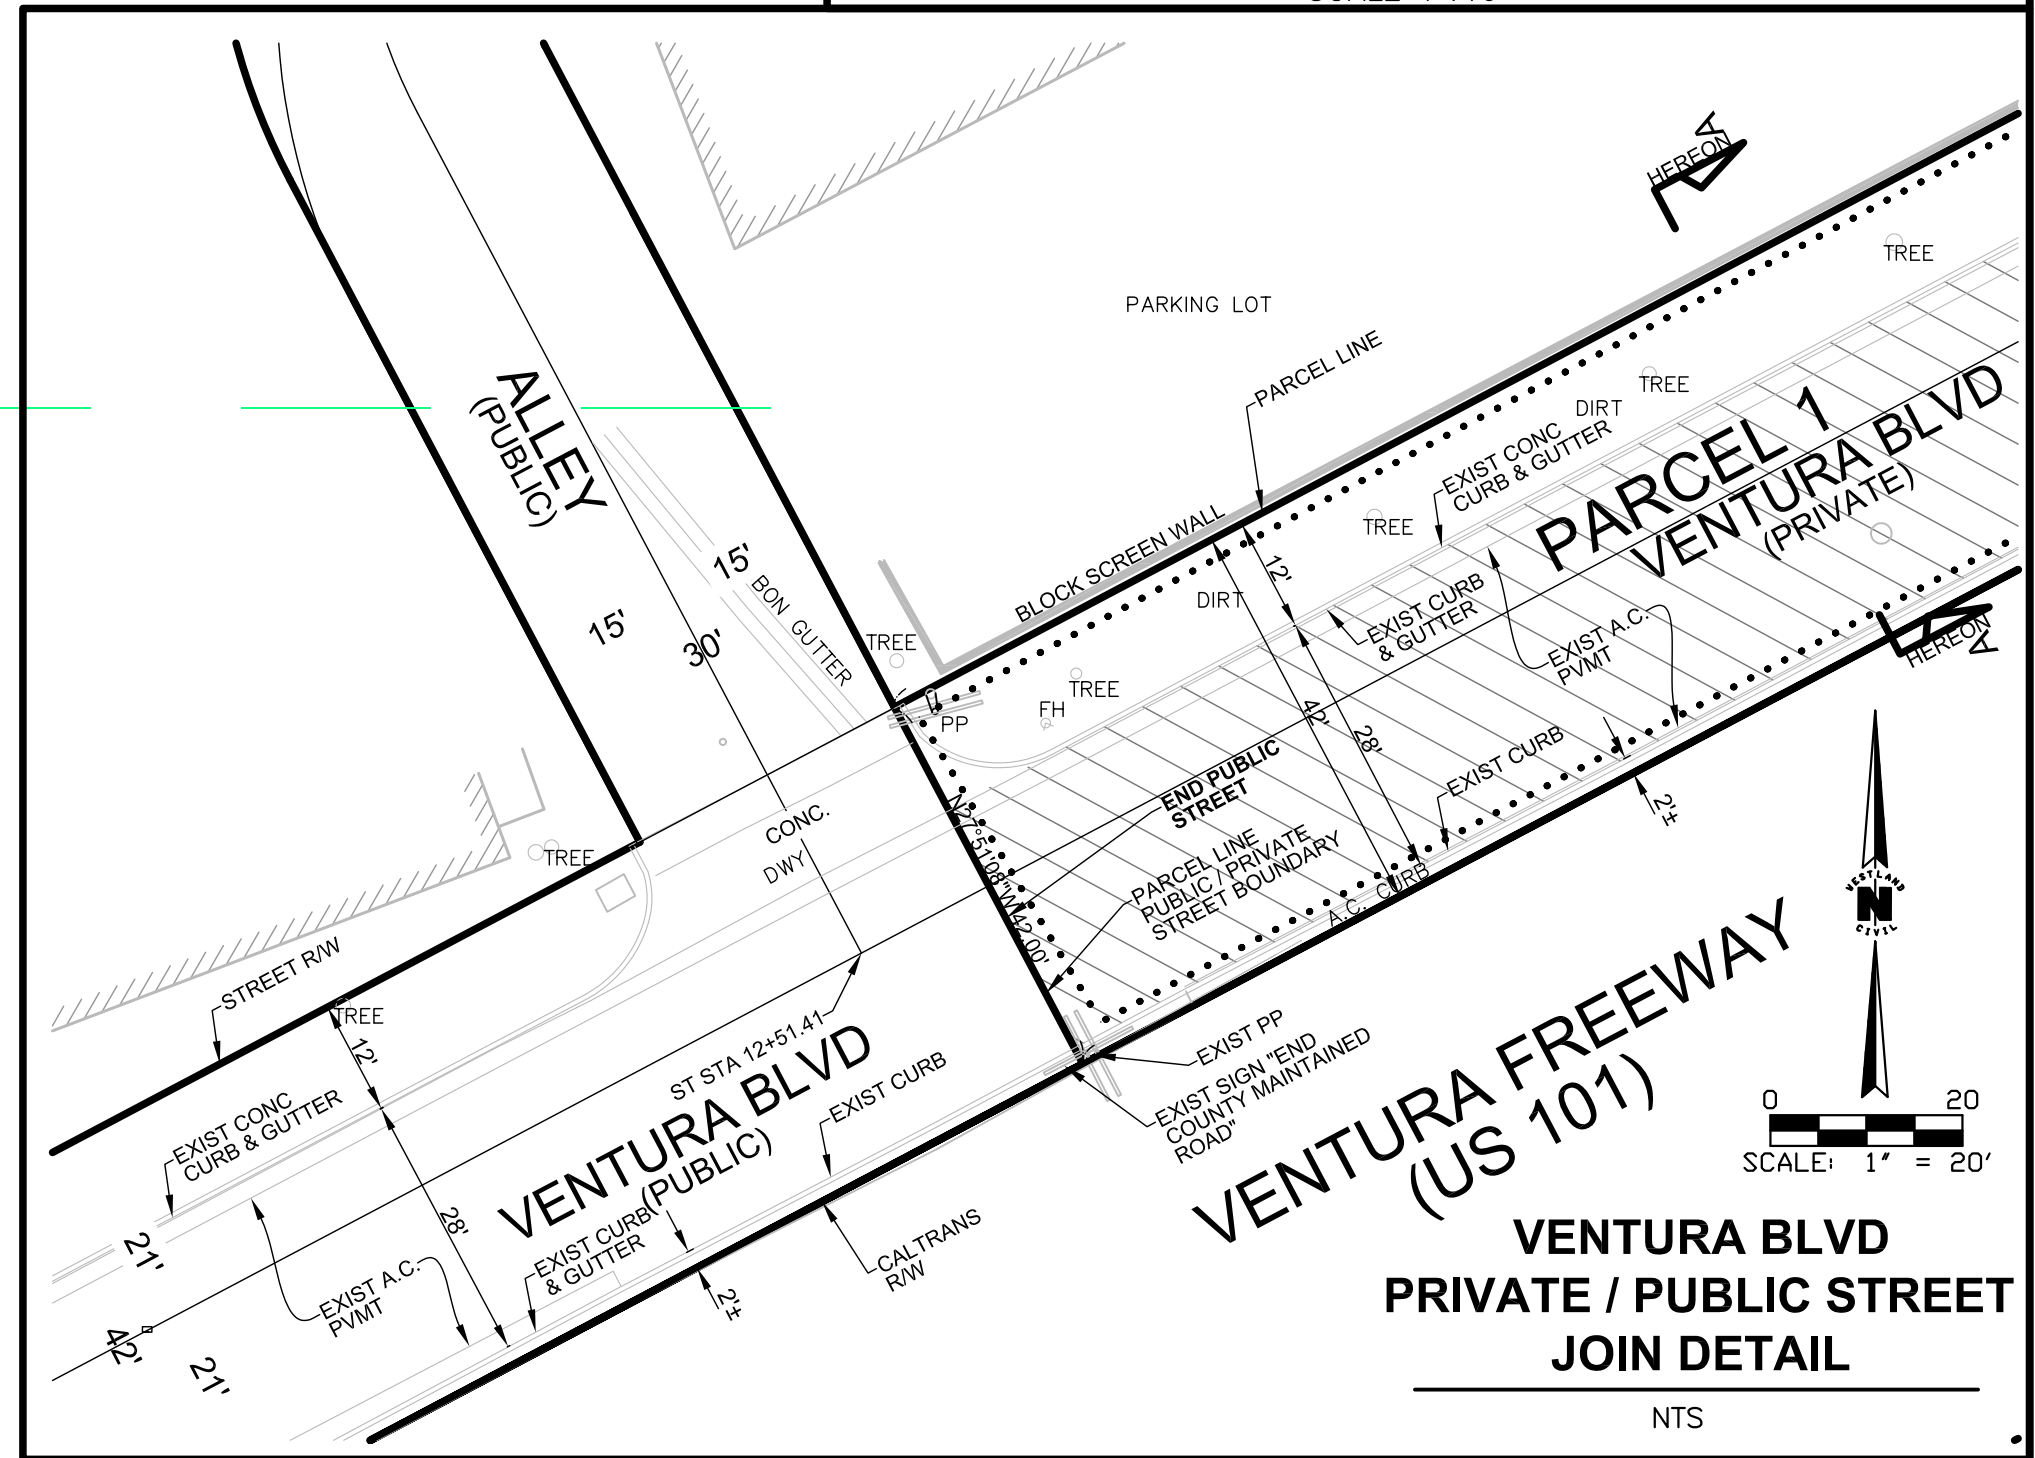 HEREON
A
TREE
PARKING LOT
PARCEL LINE
TREE
DIRT
ALLEY
(PUBLIC)
PARCEL 1
VENTURA BLVD
(PRIVATE)
EXIST CONC
CURB & GUTTER
TREE
BLOCK SCREEN WALL
15'
BON GUTTER
15'
30'
DIRT
12'
EXIST CURB
& GUTTER
EXIST A.C.
PVMT
HEREON
A
TREE
TREE
FH
PP
42'
28'
END PUBLIC
STREET
EXIST CURB
2'±
CONC.
DWY
N27°51'08"W 42.00'
PARCEL LINE
PUBLIC / PRIVATE
STREET BOUNDARY
A.C. CURB
TREE
STREET R/W
TREE
12'
ST STA 12+51.41
VENTURA BLVD
(PUBLIC)
EXIST CURB
EXIST PP
EXIST SIGN "END
COUNTY MAINTAINED
ROAD"
VENTURA FREEWAY
(US 101)
WESTLAND
N
CIVIL
0 20
SCALE: 1" = 20'
EXIST CONC
CURB & GUTTER
28'
21'
EXIST A.C.
PVMT
EXIST CURB
& GUTTER
CALTRANS
R/W
2'±
42'
21'
VENTURA BLVD
PRIVATE / PUBLIC STREET
JOIN DETAIL
NTS